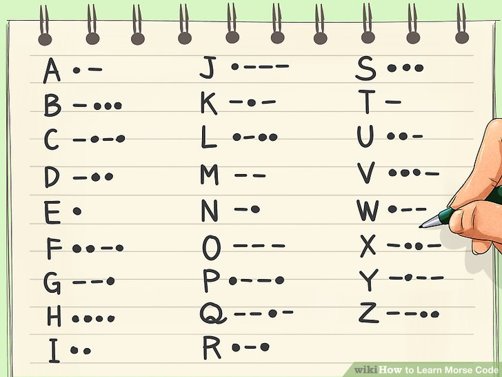 A •–
B –•••
C –•–•
D –••
E •
F ••–•
G ––•
H ••••
I ••
J •–––
K –•–
L •–••
M ––
N –•
O –––
P •–––•
Q –––•–
R •–•
S •••
T –
U ••–
V •••–
W •––
X –••–
Y –•––
Z ––••
wikiHow to Learn Morse Code